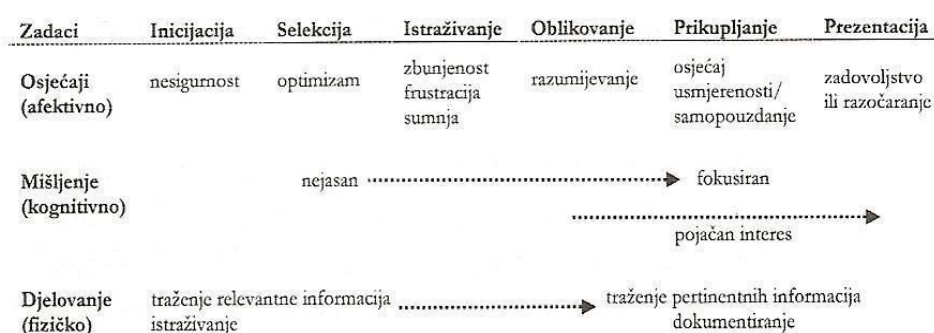 Zadaci Inicijacija Selekcija Istraživanje Oblikovanje Prikupljanje Prezentacija
Osjećaji nesigurnost optimizam zbunjenost razumijevanje osjećaj zadovoljstvo
(afektivno) frustracija usmjerenosti/ ili razočaranje
sumnja samopouzdanje
Mišljenje nejasan fokusiran
(kognitivno)
pojačan interes
Djelovanje traženje relevantne informacija traženje pertinentnih informacija
(fizičko) istraživanje dokumentiranje